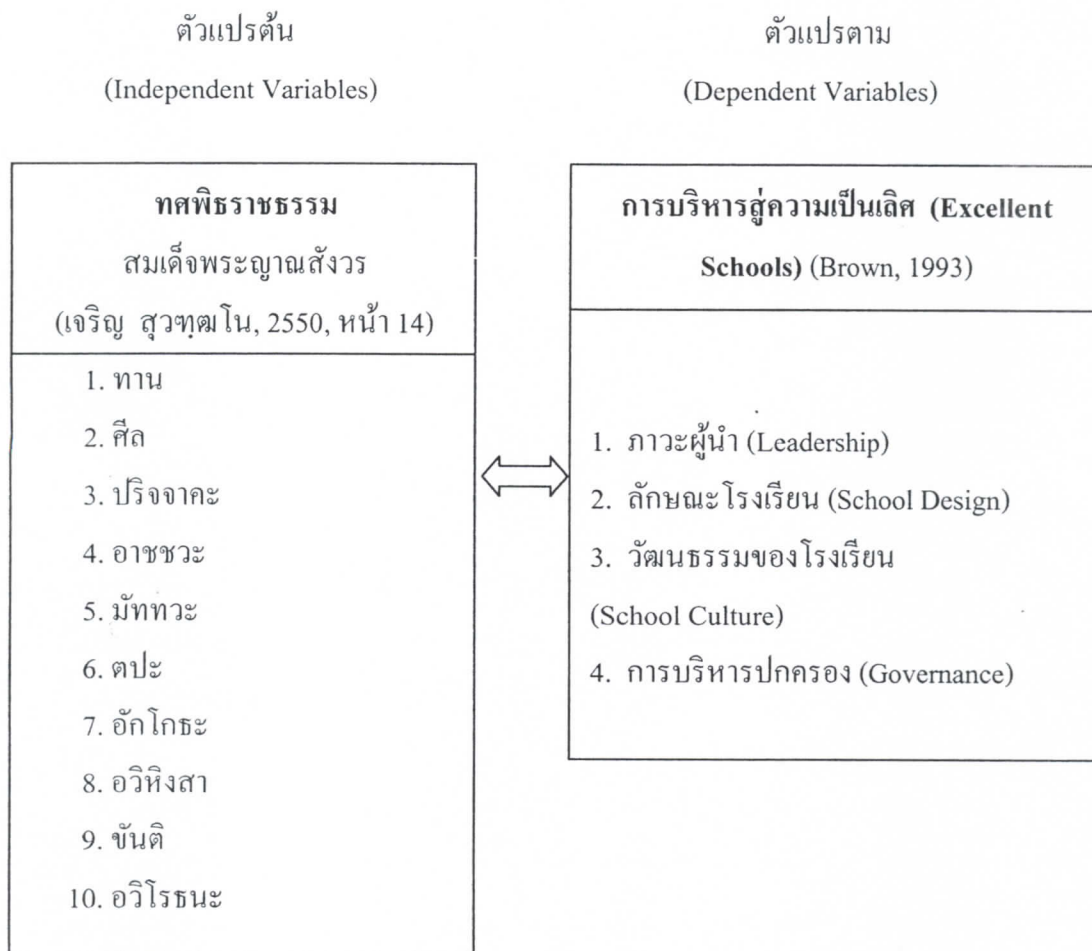 ตัวแปรต้น
(Independent Variables)
ทศพิธราชธรรม
สมเด็จพระญาณสังวร
(เจริญ สุวฑฺฒโน, 2550, หน้า 14)
1. ทาน
2. ศีล
3. ปริจจาคะ
4. อาชชวะ
5. มัททวะ
6. ตปะ
7. อักโกธะ
8. อวิหิงสา
9. ขันติ
10. อวิโรธนะ
ตัวแปรตาม
(Dependent Variables)
การบริหารสู่ความเป็นเลิศ (Excellent
Schools) (Brown, 1993)
1. ภาวะผู้นำ (Leadership)
2. ลักษณะโรงเรียน (School Design)
3. วัฒนธรรมของโรงเรียน
(School Culture)
4. การบริหารปกครอง (Governance)